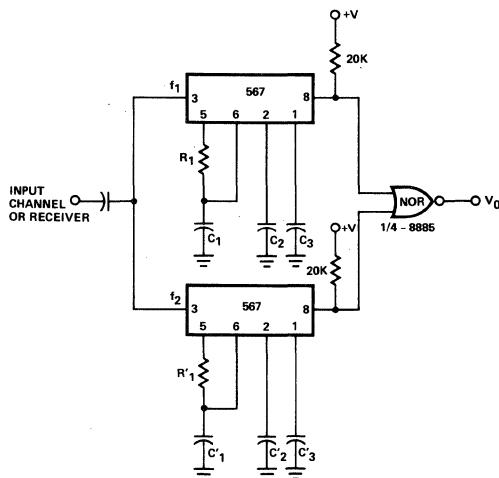 +V
20K
f1
3
567
8
5
6
2
1
R1
INPUT
CHANNEL
OR RECEIVER
C1
C2
C3
NOR
V0
1/4 – 8885
+V
20K
f2
3
567
8
5
6
2
1
R'1
C'1
C'2
C'3